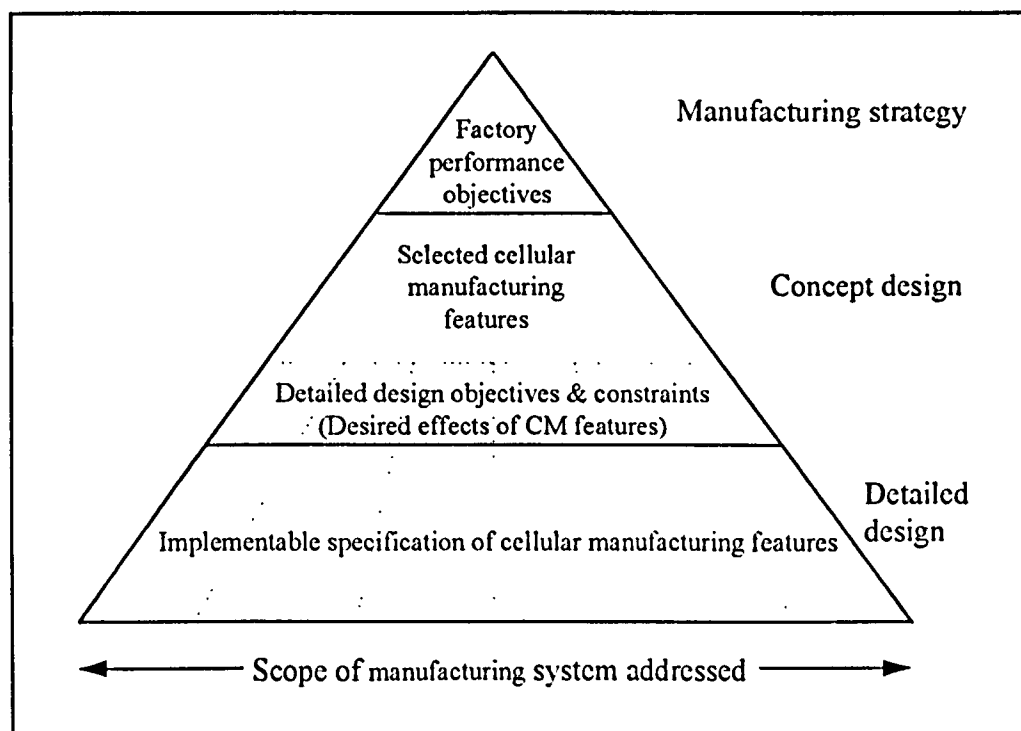 Manufacturing strategy
Factory
performance
objectives
Selected cellular
manufacturing
features
Concept design
Detailed design objectives & constraints
(Desired effects of CM features)
Detailed
design
Implementable specification of cellular manufacturing features
Scope of manufacturing system addressed